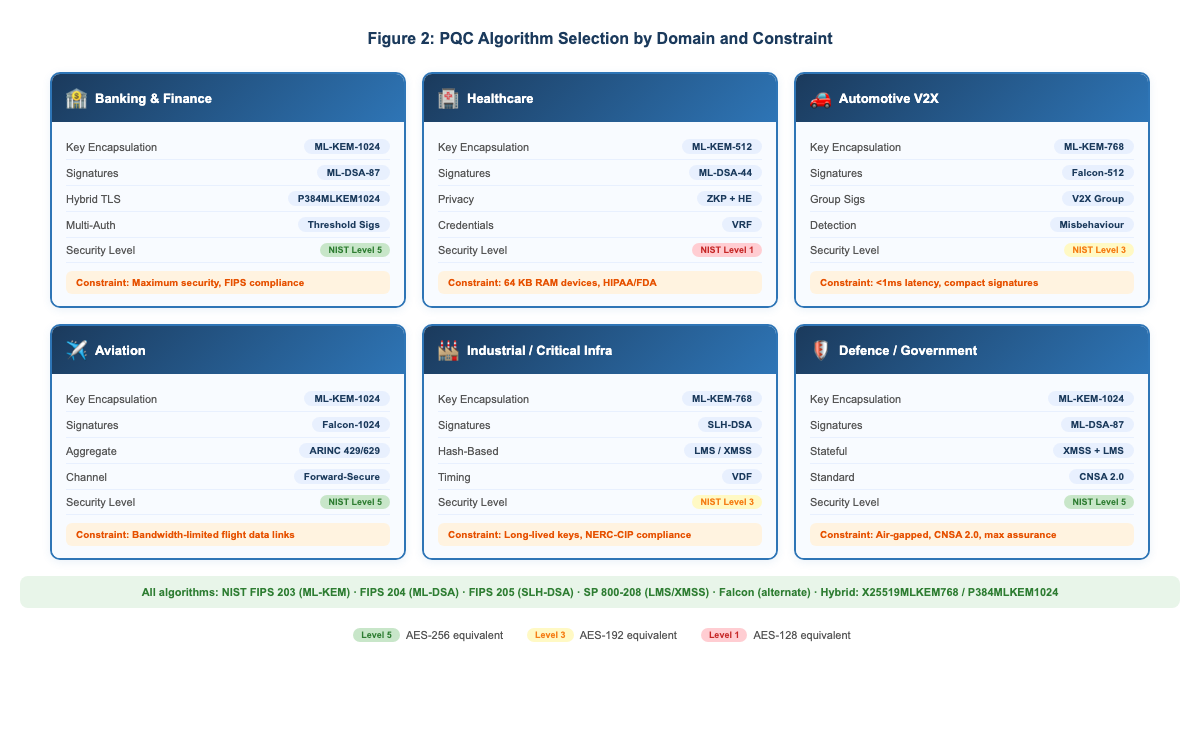 Figure 2: PQC Algorithm Selection by Domain and Constraint
Banking & Finance
Key Encapsulation ML-KEM-1024
Signatures ML-DSA-87
Hybrid TLS P384MLKEM1024
Multi-Auth Threshold Sigs
Security Level NIST Level 5
Constraint: Maximum security, FIPS compliance
Healthcare
Key Encapsulation ML-KEM-512
Signatures ML-DSA-44
Privacy ZKP + HE
Credentials VRF
Security Level NIST Level 1
Constraint: 64 KB RAM devices, HIPAA/FDA
Automotive V2X
Key Encapsulation ML-KEM-768
Signatures Falcon-512
Group Sigs V2X Group
Detection Misbehaviour
Security Level NIST Level 3
Constraint: <1ms latency, compact signatures
Aviation
Key Encapsulation ML-KEM-1024
Signatures Falcon-1024
Aggregate ARINC 429/629
Channel Forward-Secure
Security Level NIST Level 5
Constraint: Bandwidth-limited flight data links
Industrial / Critical Infra
Key Encapsulation ML-KEM-768
Signatures SLH-DSA
Hash-Based LMS / XMSS
Timing VDF
Security Level NIST Level 3
Constraint: Long-lived keys, NERC-CIP compliance
Defence / Government
Key Encapsulation ML-KEM-1024
Signatures ML-DSA-87
Stateful XMSS + LMS
Standard CNSA 2.0
Security Level NIST Level 5
Constraint: Air-gapped, CNSA 2.0, max assurance
All algorithms: NIST FIPS 203 (ML-KEM) · FIPS 204 (ML-DSA) · FIPS 205 (SLH-DSA) · SP 800-208 (LMS/XMSS) · Falcon (alternate) · Hybrid: X25519MLKEM768 / P384MLKEM1024
Level 5 AES-256 equivalent Level 3 AES-192 equivalent Level 1 AES-128 equivalent